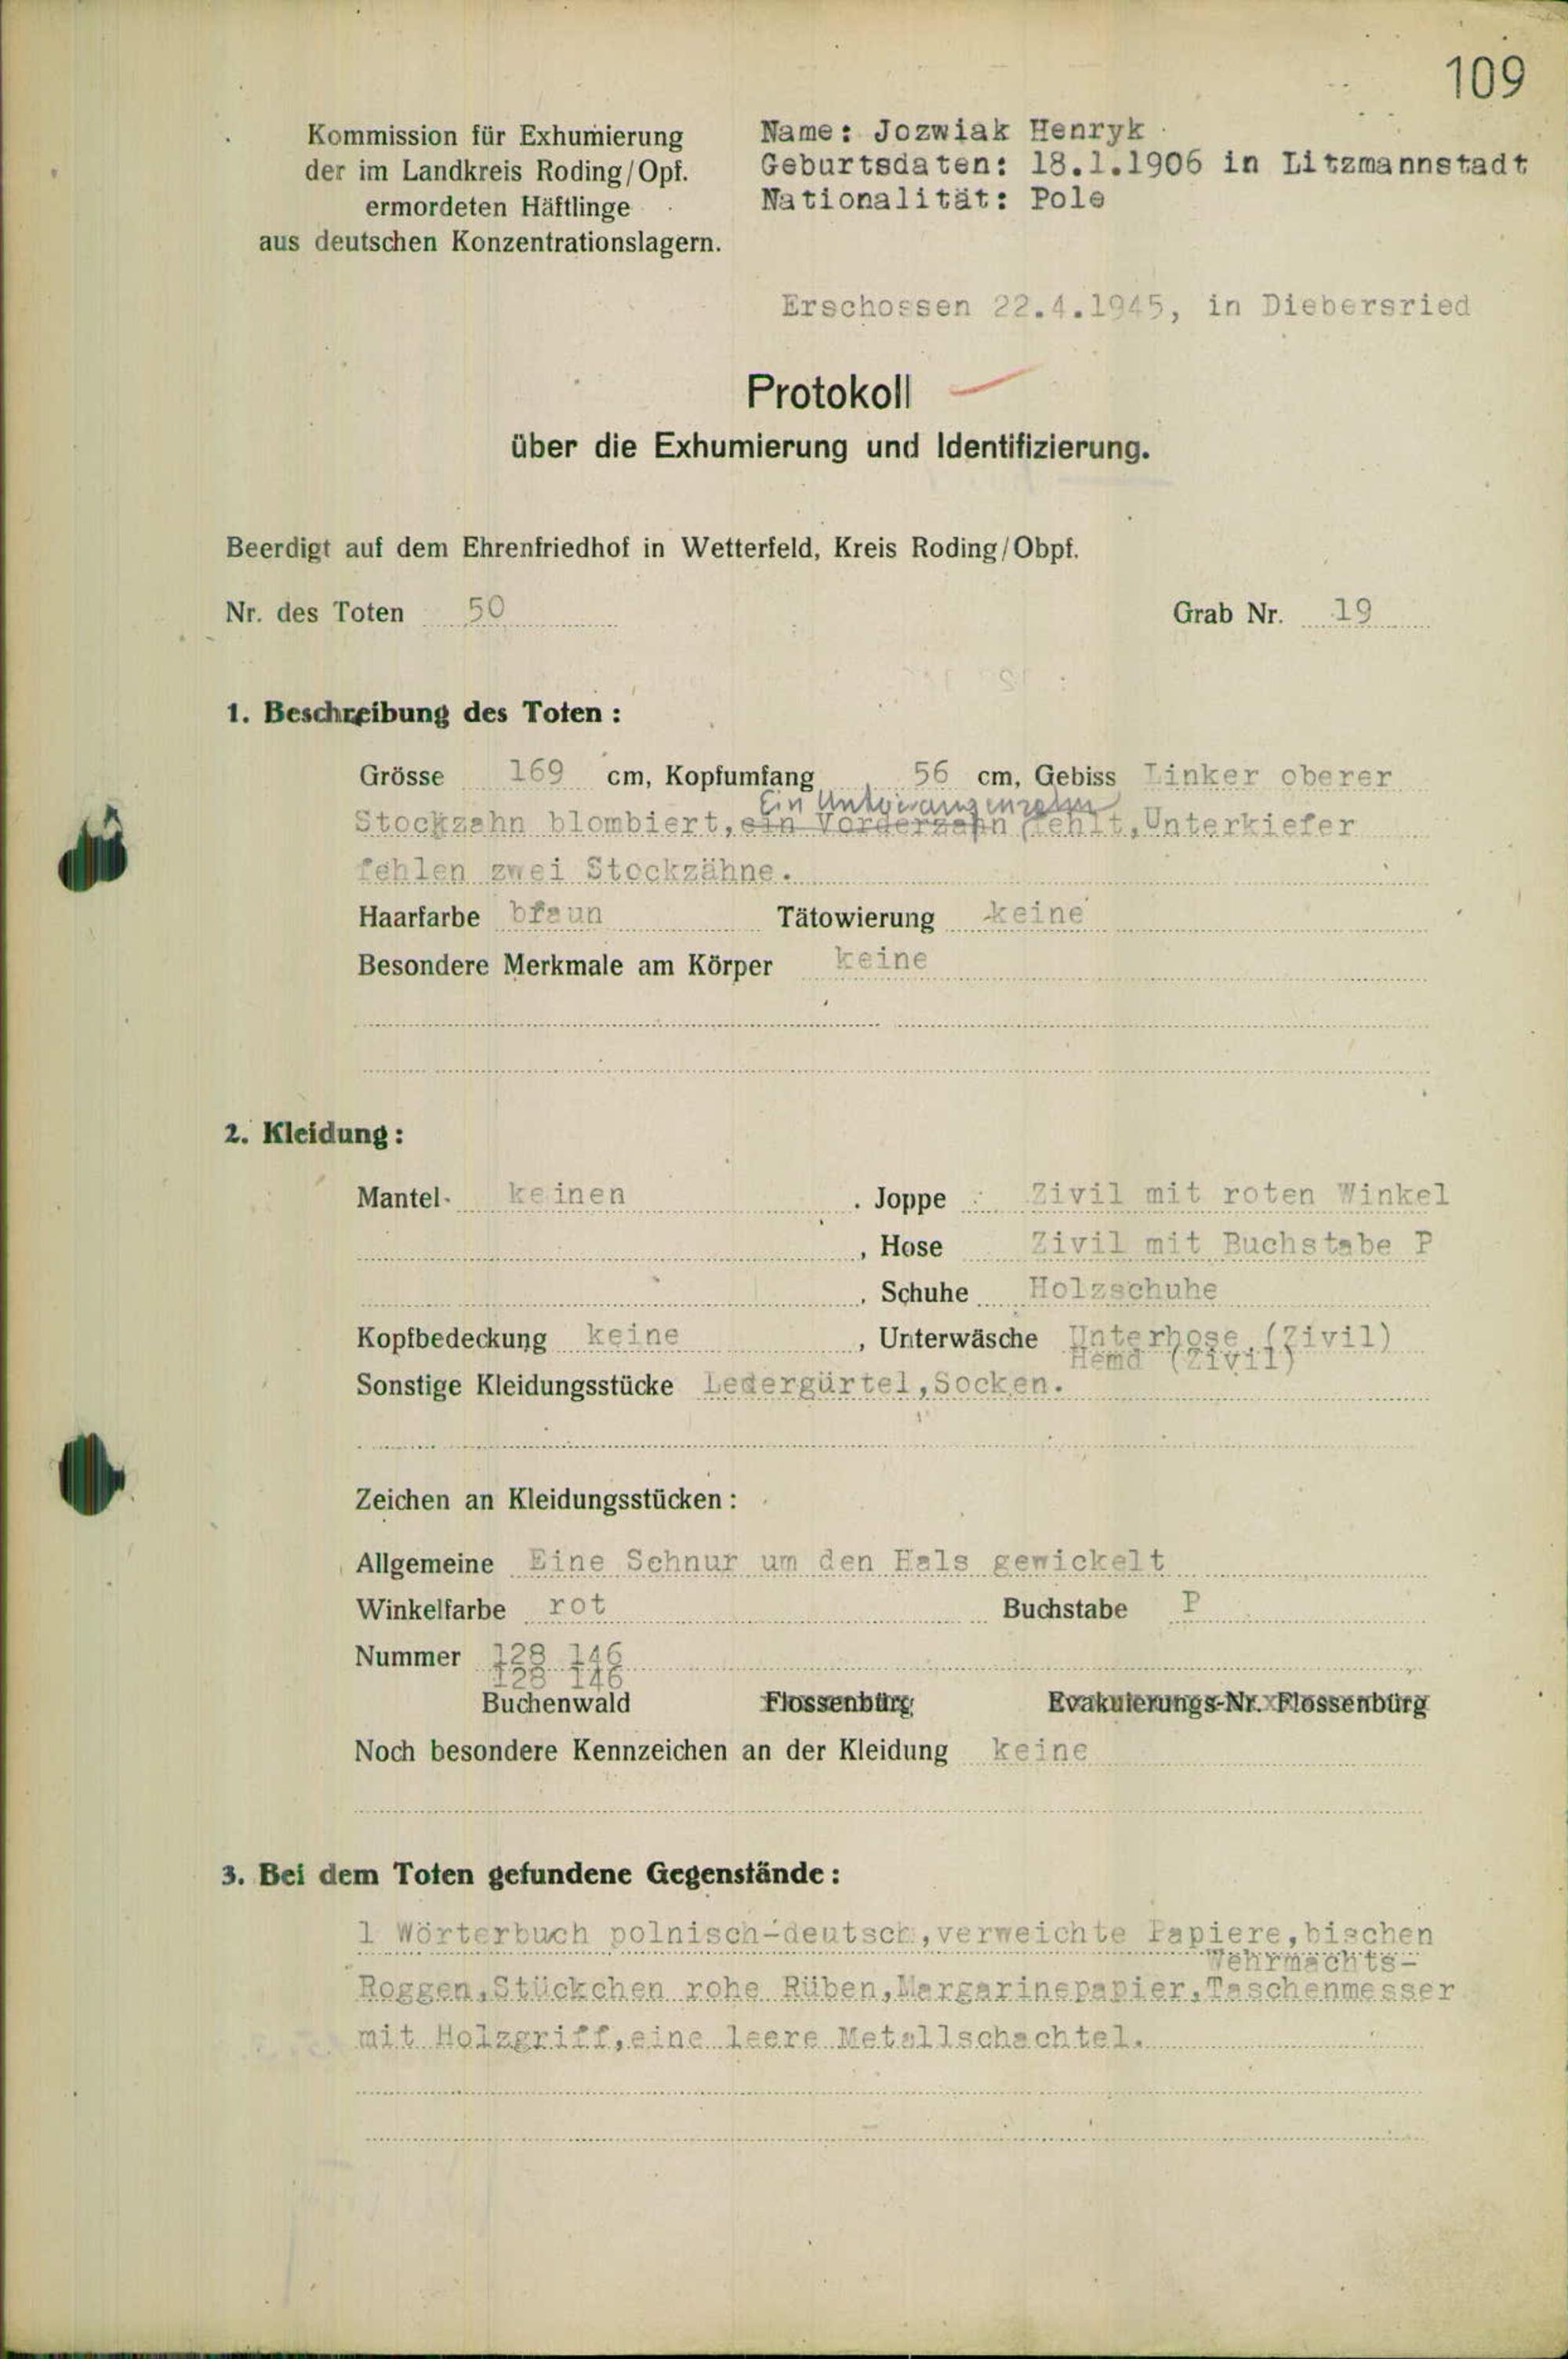 109
Kommission für Exhumierung
der im Landkreis Roding/Opf.
ermordeten Häftlinge
aus deutschen Konzentrationslagern.
Name: Jozwiak Henryk
Geburtsdaten: 18.1.1906 in Litzmannstadt
Nationalität: Pole
Erschossen 22.4.1945, in Diebersried
Protokoll
über die Exhumierung und Identifizierung.
Beerdigt auf dem Ehrenfriedhof in Wetterfeld, Kreis Roding/Obpf.
Nr. des Toten 50 Grab Nr. 19
1. Beschreibung des Toten :
Grösse 169 cm, Kopfumfang 56 cm, Gebiss Linker oberer
Ein
Stockzahn blombiert, ein Vorderzahn fehlt, Unterkiefer
fehlen zwei Stockzähne.
Haarfarbe braun Tätowierung keine
Besondere Merkmale am Körper keine
2. Kleidung :
Mantel keinen . Joppe Zivil mit roten Winkel
, Hose Zivil mit Buchstabe P
, Schuhe Holzschuhe
Kopfbedeckung keine , Unterwäsche Unterhose (Zivil)
Hemd (Zivil)
Sonstige Kleidungsstücke Ledergürtel, Socken.
Zeichen an Kleidungsstücken :
Allgemeine Eine Schnur um den Hals gewickelt
Winkelfarbe rot Buchstabe P
Nummer 128 146
128 146
Buchenwald Flossenbürg Evakuierungs-Nr. Flossenbürg
Noch besondere Kennzeichen an der Kleidung keine
3. Bei dem Toten gefundene Gegenstände :
1 Wörterbuch polnisch-deutsch, verweichte Papiere, bischen
Wehrmachts-
Roggen, Stückchen rohe Rüben, Margarinepapier, Taschenmesser
mit Holzgriff, eine leere Metallschachtel.